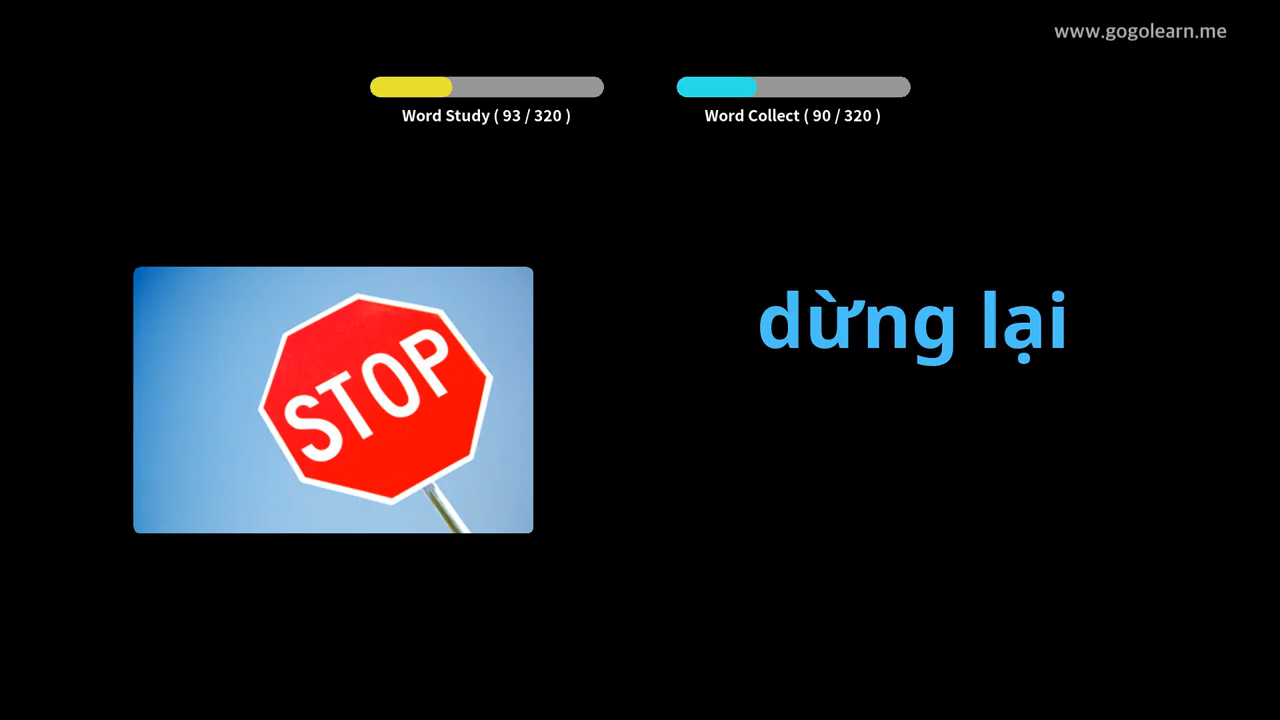 www.gogolearn.me
Word Study ( 93 / 320 )
Word Collect ( 90 / 320 )
STOP
dừng lại